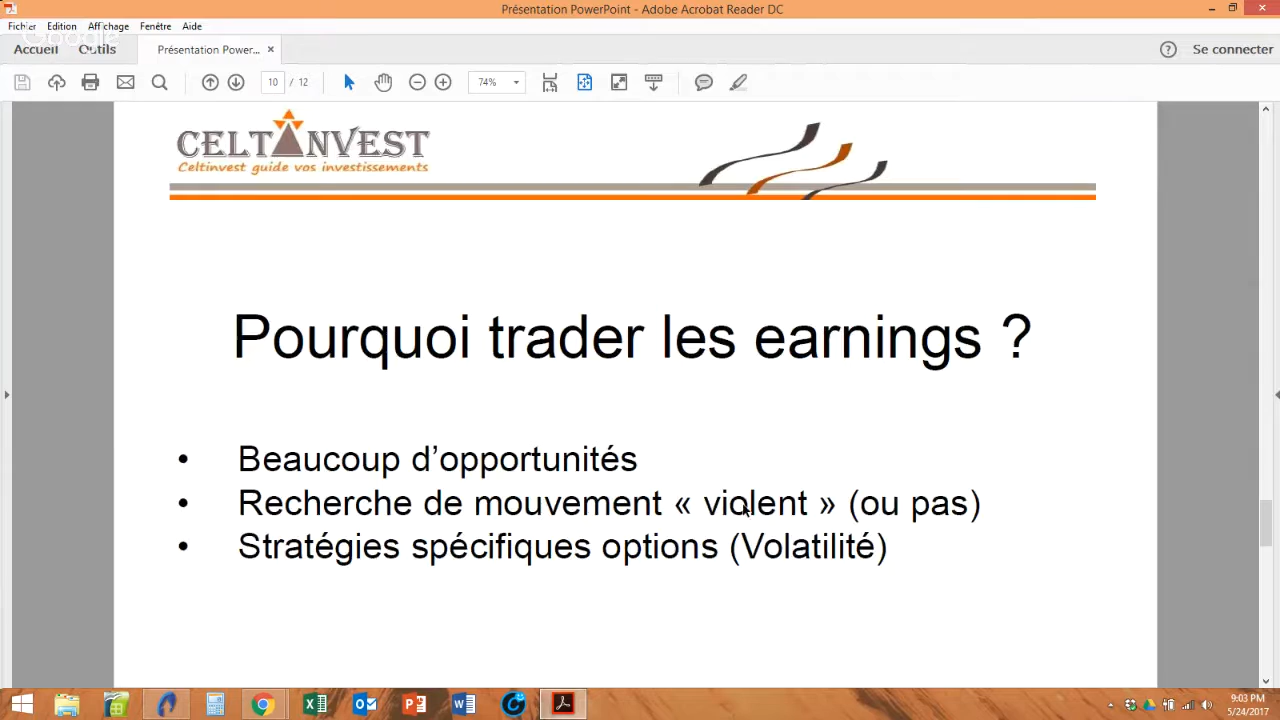 Présentation PowerPoint - Adobe Acrobat Reader DC
Fichier Edition Affichage Fenêtre Aide
Google
Accueil Outils Présentation Power... × Se connecter
10 / 12 74%
CELTINVEST
Celtinvest guide vos investissements
Pourquoi trader les earnings ?
• Beaucoup d’opportunités
• Recherche de mouvement « violent » (ou pas)
• Stratégies spécifiques options (Volatilité)
9:03 PM
5/24/2017